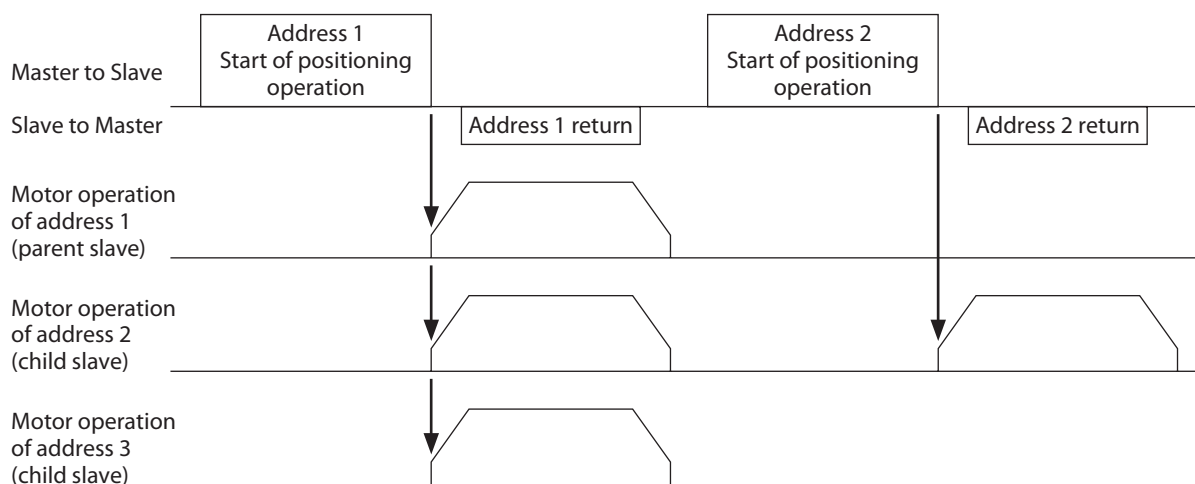 Address 1
Start of positioning
operation
Address 2
Start of positioning
operation
Master to Slave
Slave to Master
Address 1 return
Address 2 return
Motor operation
of address 1
(parent slave)
Motor operation
of address 2
(child slave)
Motor operation
of address 3
(child slave)